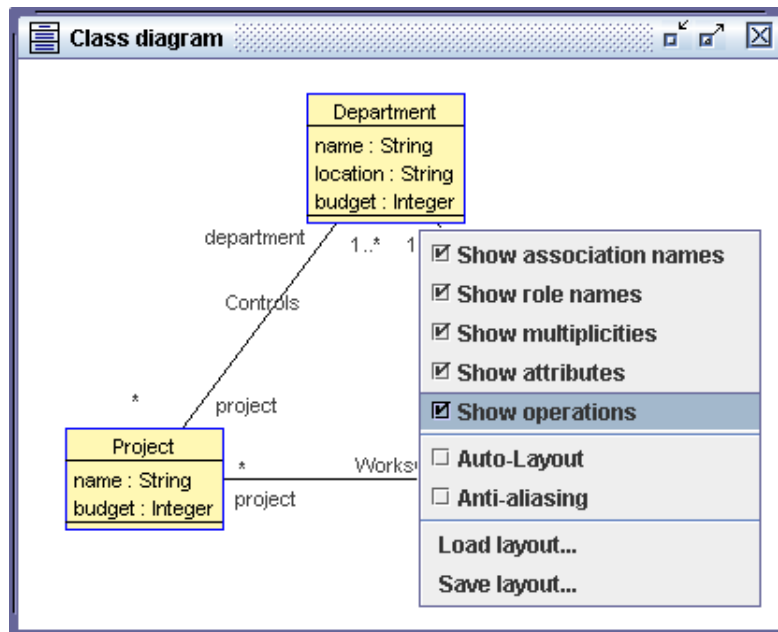 Class diagram
Department
name : String
location : String
budget : Integer
department
1..*
1
Controls
*
project
Project
name : String
budget : Integer
*
Works
project
Show association names
Show role names
Show multiplicities
Show attributes
Show operations
Auto-Layout
Anti-aliasing
Load layout...
Save layout...